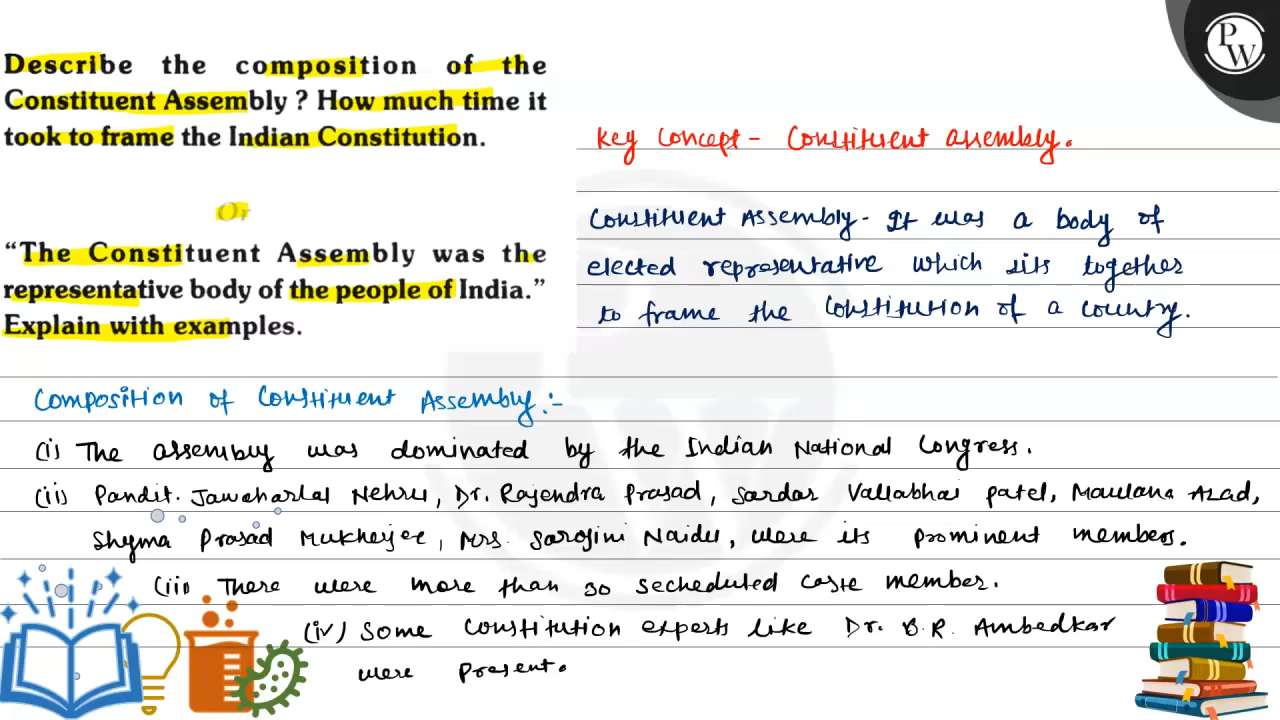 PW
Describe the composition of the
Constituent Assembly ? How much time it
took to frame the Indian Constitution.
Or
"The Constituent Assembly was the
representative body of the people of India."
Explain with examples.
Key Concept - Constituent assembly.
Constituent Assembly - It was a body of
elected representative which sits together
to frame the constitution of a country.
Composition of Constituent Assembly :-
(i) The assembly was dominated by the Indian National Congress.
(ii) Pandit. Jawaharlal Nehru, Dr. Rajendra Prasad, Sardar Vallabhai Patel, Maulana Azad,
Shyma Prasad Mukherjee, Mrs. Sarojini Naidu, were its prominent members.
(iii) There were more than 30 secheduted caste member.
(iv) Some constitution experts like Dr. B.R. Ambedkar
were present.